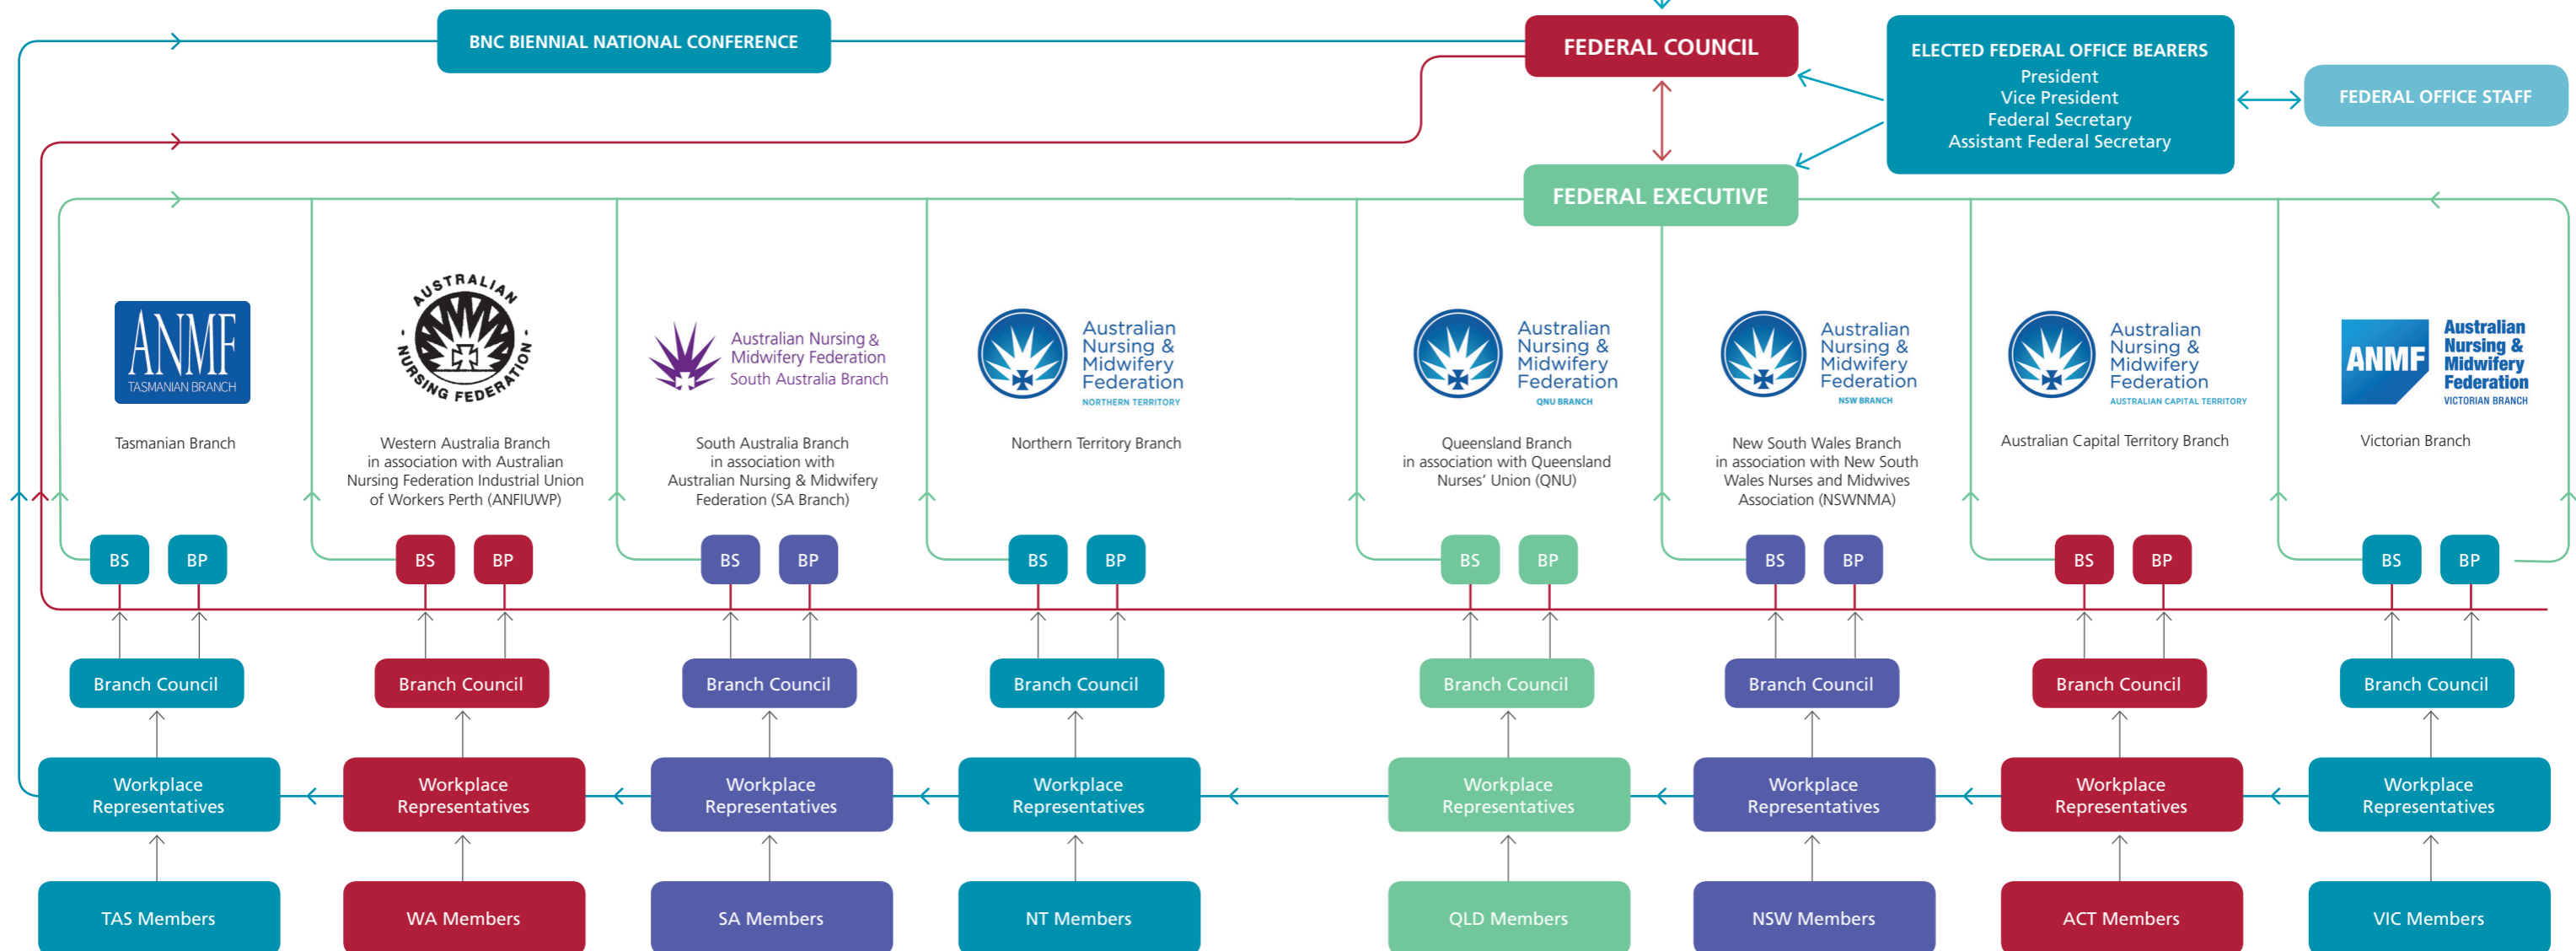 BNC BIENNIAL NATIONAL CONFERENCE
FEDERAL COUNCIL
ELECTED FEDERAL OFFICE BEARERS
President
Vice President
Federal Secretary
Assistant Federal Secretary
FEDERAL OFFICE STAFF
FEDERAL EXECUTIVE
ANMF
TASMANIAN BRANCH
Tasmanian Branch
AUSTRALIAN
NURSING FEDERATION
Western Australia Branch
in association with Australian
Nursing Federation Industrial Union
of Workers Perth (ANFIUWP)
Australian Nursing &
Midwifery Federation
South Australia Branch
South Australia Branch
in association with
Australian Nursing & Midwifery
Federation (SA Branch)
Australian
Nursing &
Midwifery
Federation
NORTHERN TERRITORY
Northern Territory Branch
Australian
Nursing &
Midwifery
Federation
QNU BRANCH
Queensland Branch
in association with Queensland
Nurses' Union (QNU)
Australian
Nursing &
Midwifery
Federation
NSW BRANCH
New South Wales Branch
in association with New South
Wales Nurses and Midwives
Association (NSWNMA)
Australian
Nursing &
Midwifery
Federation
AUSTRALIAN CAPITAL TERRITORY
Australian Capital Territory Branch
ANMF
Australian
Nursing &
Midwifery
Federation
VICTORIAN BRANCH
Victorian Branch
BS
BP
BS
BP
BS
BP
BS
BP
BS
BP
BS
BP
BS
BP
BS
BP
Branch Council
Branch Council
Branch Council
Branch Council
Branch Council
Branch Council
Branch Council
Branch Council
Workplace
Representatives
Workplace
Representatives
Workplace
Representatives
Workplace
Representatives
Workplace
Representatives
Workplace
Representatives
Workplace
Representatives
Workplace
Representatives
TAS Members
WA Members
SA Members
NT Members
QLD Members
NSW Members
ACT Members
VIC Members